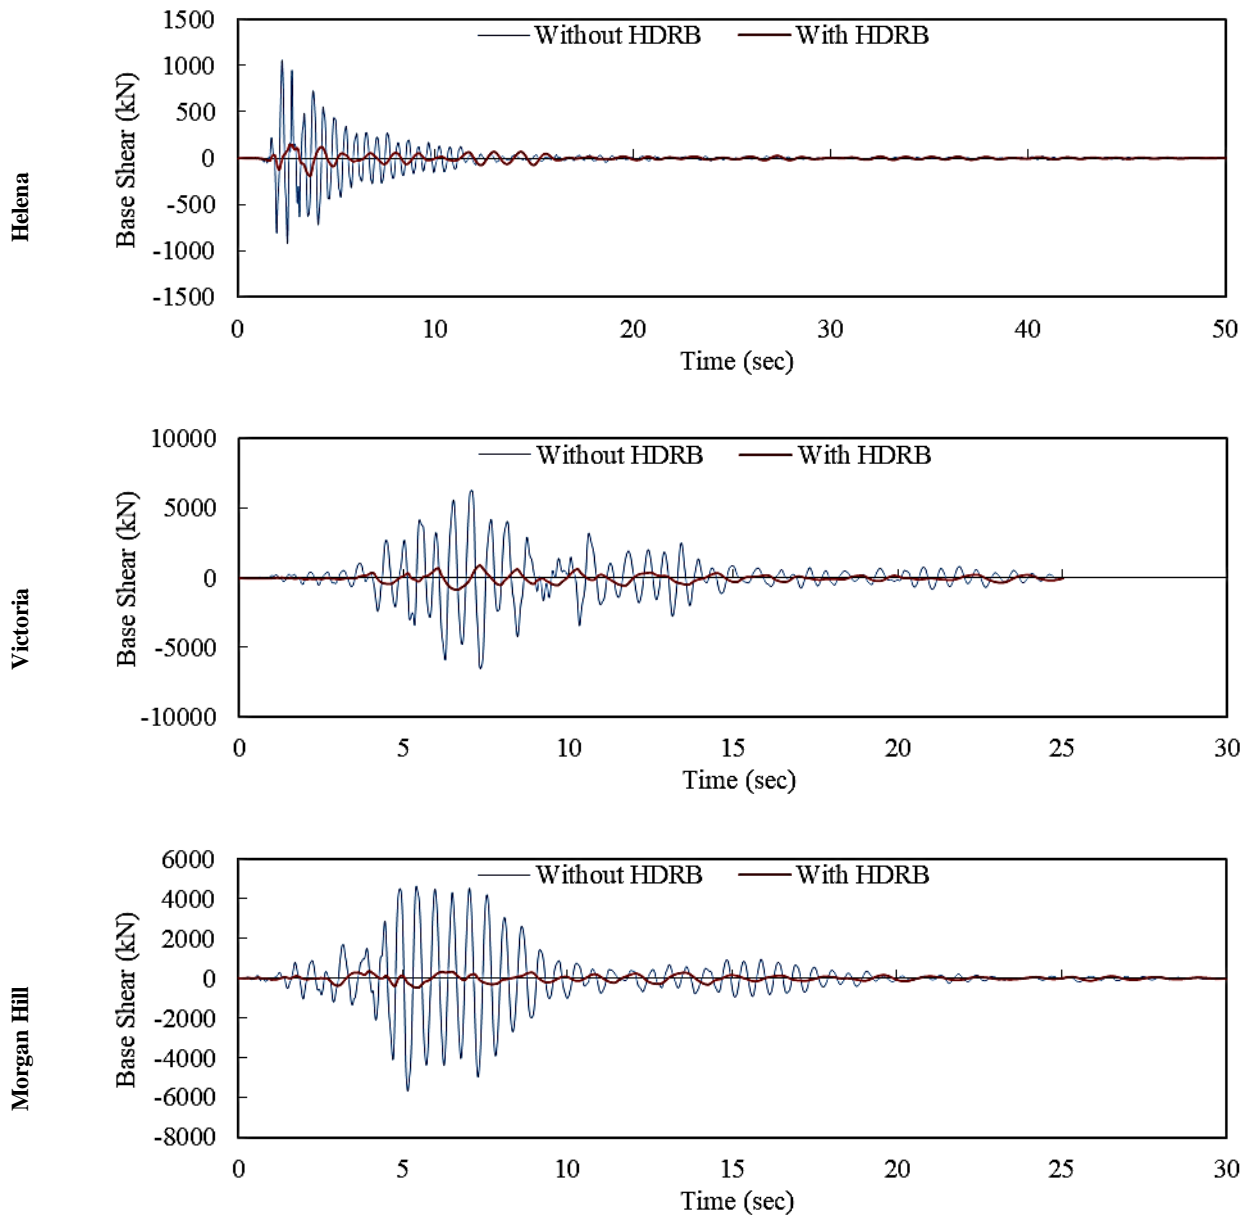 Helena
Base Shear (kN)
Without HDRB With HDRB
1500
1000
500
0
-500
-1000
-1500
0 10 20 30 40 50
Time (sec)
Victoria
Base Shear (kN)
Without HDRB With HDRB
10000
5000
0
-5000
-10000
0 5 10 15 20 25 30
Time (sec)
Morgan Hill
Base Shear (kN)
Without HDRB With HDRB
6000
4000
2000
0
-2000
-4000
-6000
-8000
0 5 10 15 20 25 30
Time (sec)